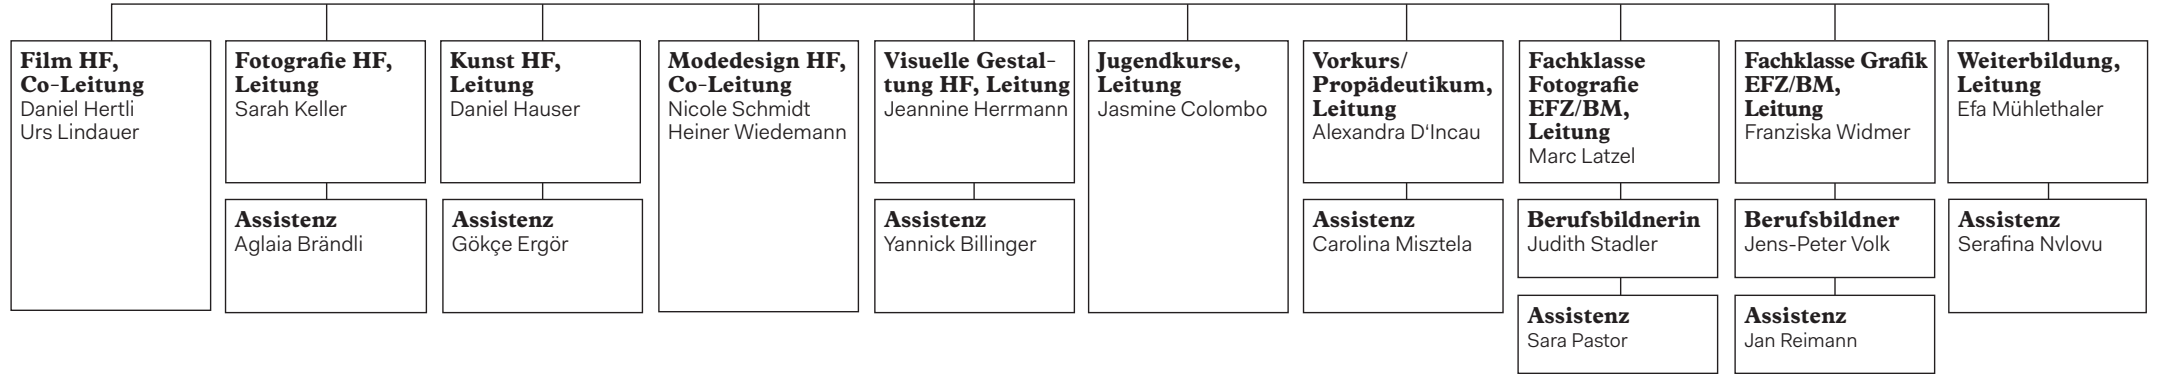 Film HF,
Co-Leitung
Daniel Hertli
Urs Lindauer
Fotografie HF,
Leitung
Sarah Keller
Assistenz
Aglaia Brändli
Kunst HF,
Leitung
Daniel Hauser
Assistenz
Gökçe Ergör
Modedesign HF,
Co-Leitung
Nicole Schmidt
Heiner Wiedemann
Visuelle Gestal-
tung HF, Leitung
Jeannine Herrmann
Assistenz
Yannick Billinger
Jugendkurse,
Leitung
Jasmine Colombo
Vorkurs/
Propädeutikum,
Leitung
Alexandra D‘Incau
Assistenz
Carolina Misztela
Fachklasse
Fotografie
EFZ/BM,
Leitung
Marc Latzel
Berufsbildnerin
Judith Stadler
Assistenz
Sara Pastor
Fachklasse Grafik
EFZ/BM,
Leitung
Franziska Widmer
Berufsbildner
Jens-Peter Volk
Assistenz
Jan Reimann
Weiterbildung,
Leitung
Efa Mühlethaler
Assistenz
Serafina Nvlovu